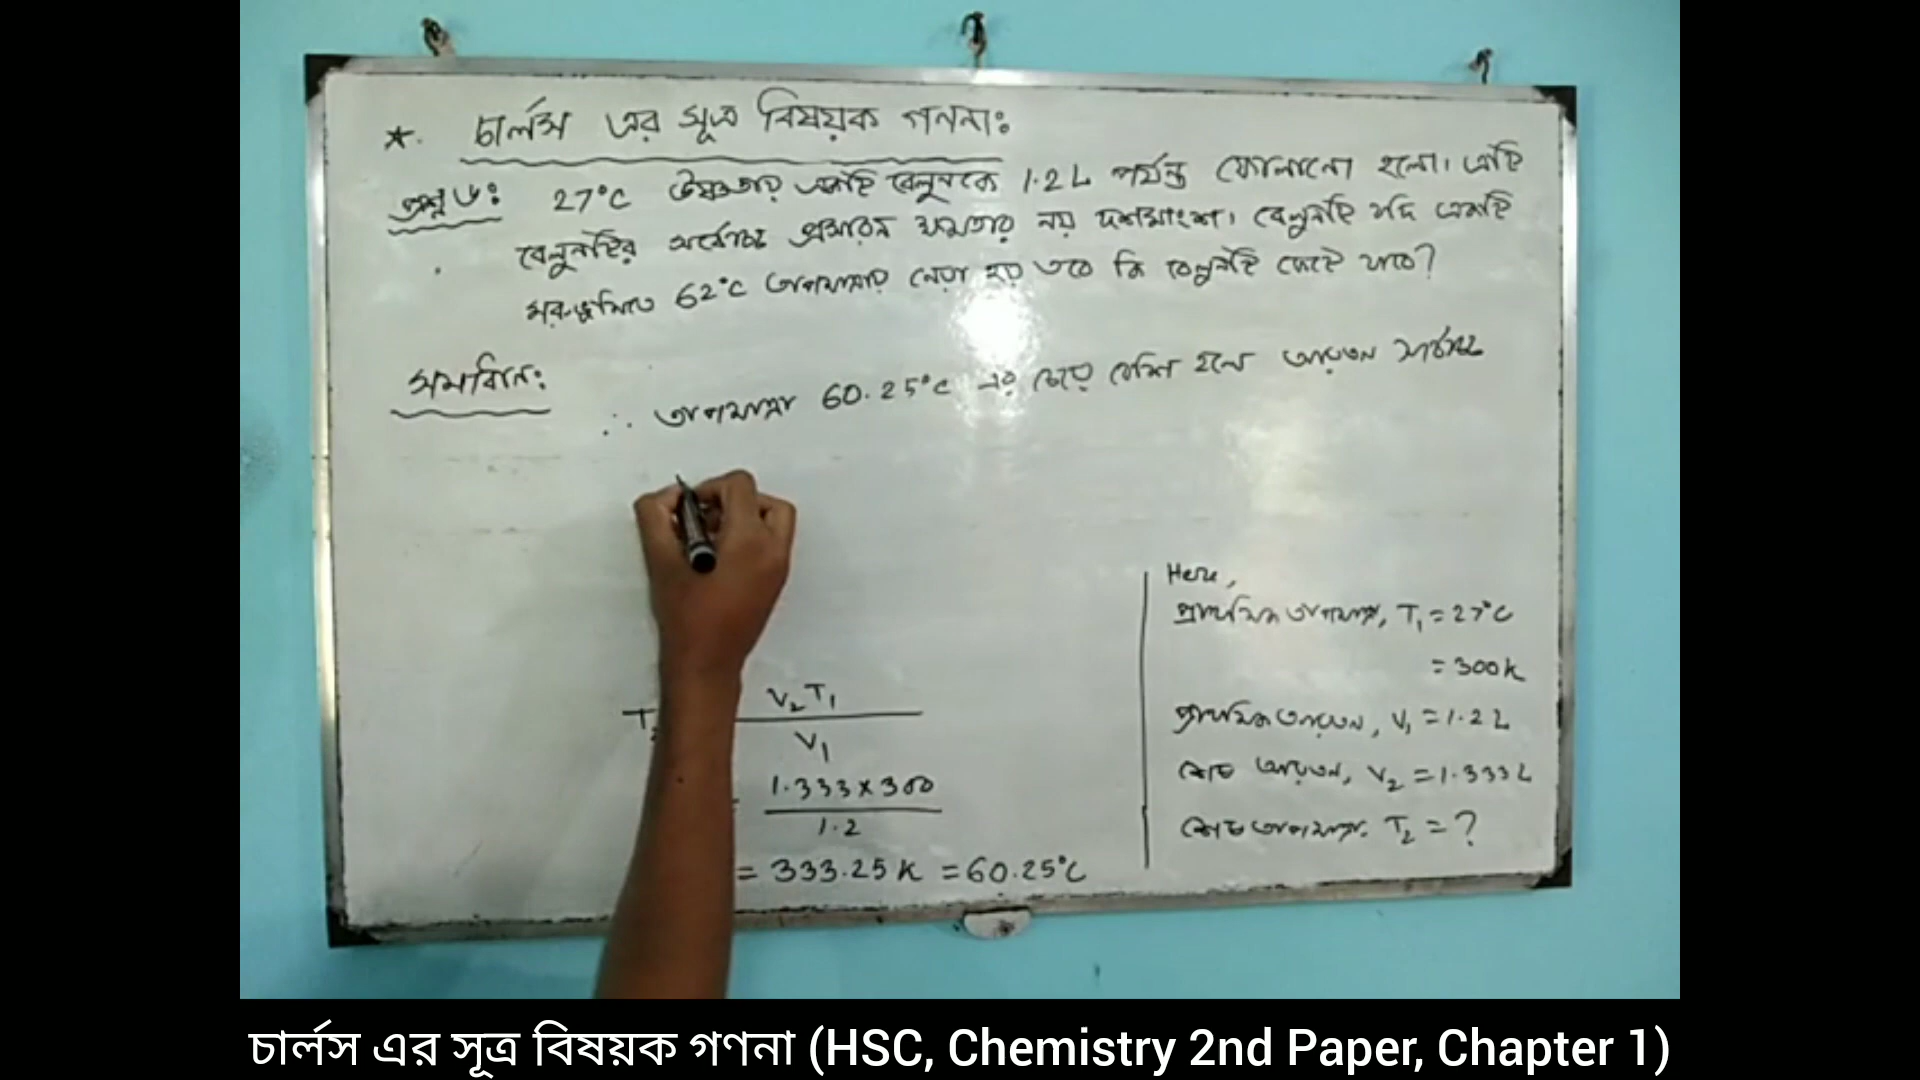 * চার্লস এর সূত্র বিষয়ক গণনাঃ
প্রশ্ন ৬ঃ 27°C উষ্ণতায় একটি বেলুনকে 1.2L পর্যন্ত ফোলানো হলো। এটি
বেলুনটির সর্বোচ্চ প্রসারন ক্ষমতার নয় দশমাংশ। বেলুনটি যদি একটি
মরুভূমিতে 62°C তাপমাত্রায় নেয়া হয় তবে কি বেলুনটি ফেটে যাবে?
সমাধান:
∴ তাপমাত্রা 60.25°C এর চেয়ে বেশি হলে আয়তন সর্বোচ্চ
T V₂T₁
V₁
1.333×300
1.2
= 333.25 K = 60.25°C
Here,
প্রাথমিক তাপমাত্রা, T₁ = 27°C
= 300K
প্রাথমিক আয়তন, V₁ = 1.2L
শেষ আয়তন, V₂ = 1.333L
শেষ তাপমাত্রা. T₂ = ?
চার্লস এর সূত্র বিষয়ক গণনা (HSC, Chemistry 2nd Paper, Chapter 1)